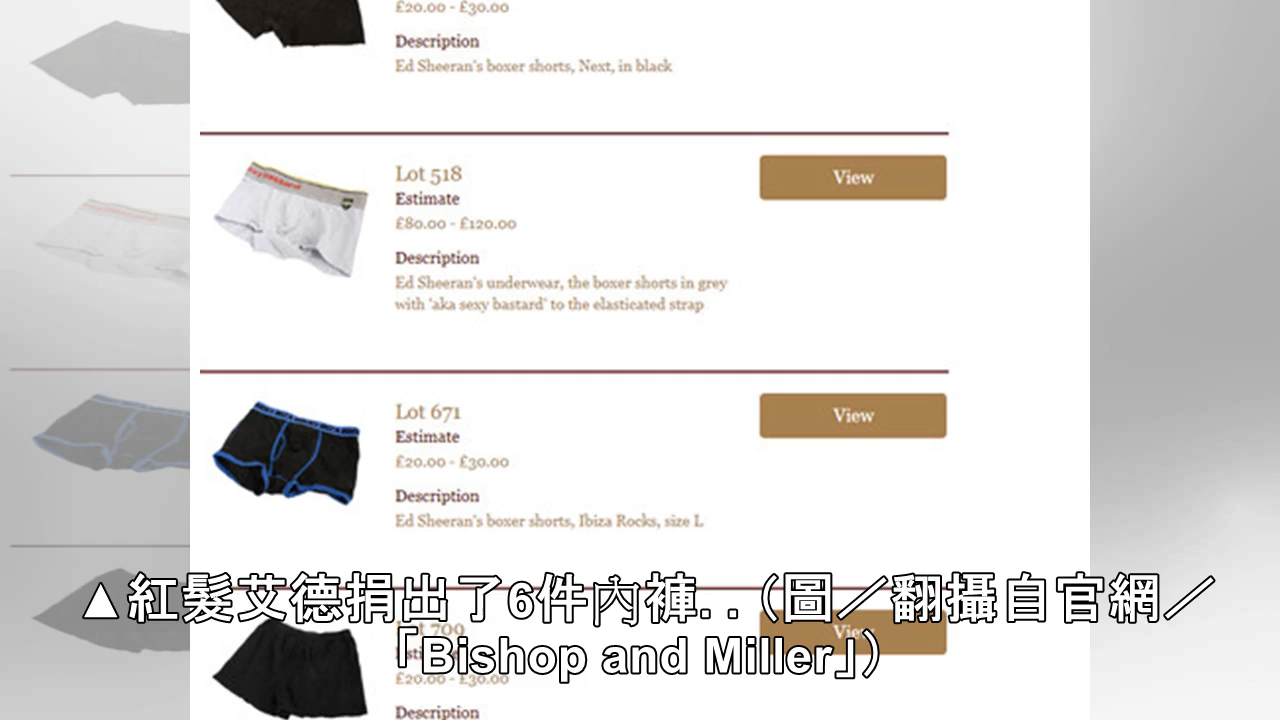 £20.00 - £30.00
Description
Ed Sheeran's boxer shorts, Next, in black
Lot 518
View
Estimate
£80.00 - £120.00
Description
Ed Sheeran's underwear, the boxer shorts in grey
with 'aka sexy bastard' to the elasticated strap
Lot 671
View
Estimate
£20.00 - £30.00
Description
Ed Sheeran's boxer shorts, Ibiza Rocks, size L
▲紅髮艾德捐出了6件內褲..（圖／翻攝自官網／
「Bishop and Miller」）
Lot 709
View
Estimate
£20.00 - £30.00
Description